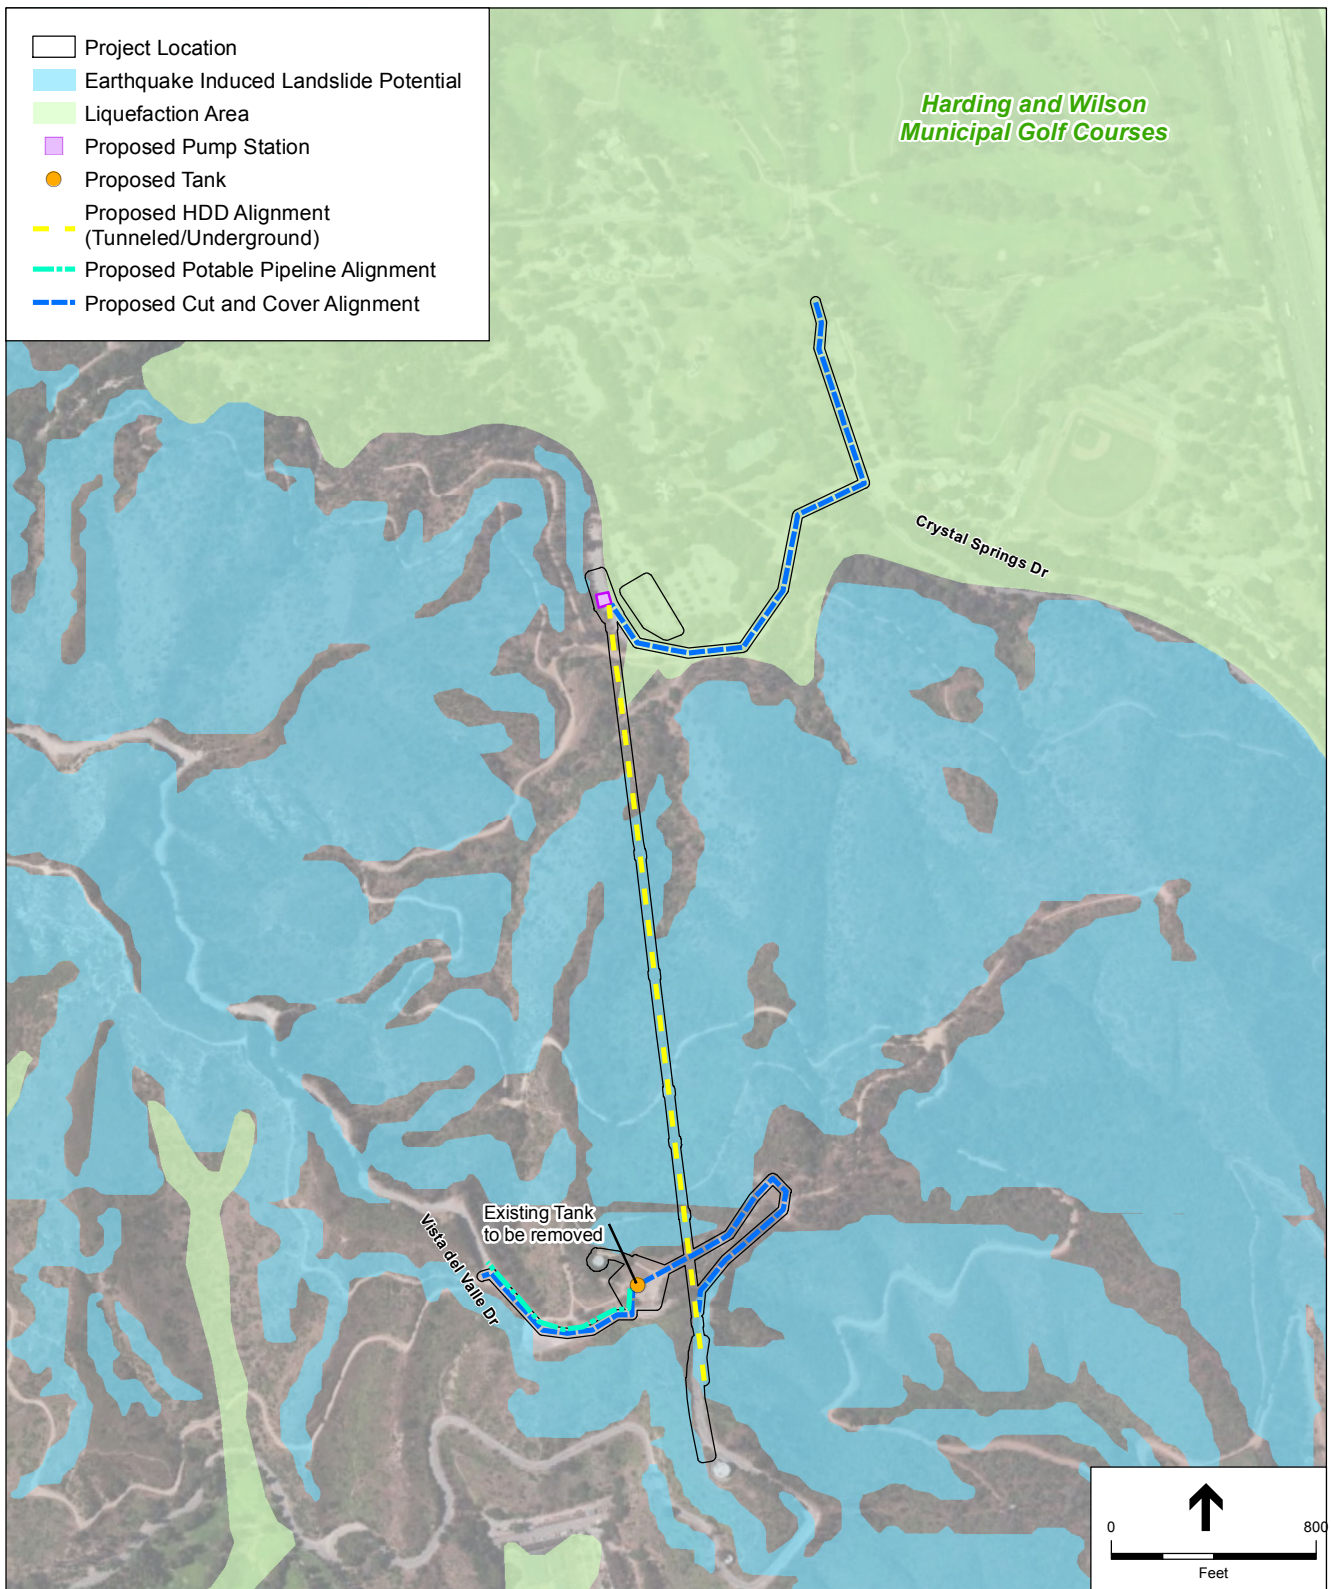 Project Location
Earthquake Induced Landslide Potential
Liquefaction Area
Proposed Pump Station
Proposed Tank
Proposed HDD Alignment
(Tunneled/Underground)
Proposed Potable Pipeline Alignment
Proposed Cut and Cover Alignment
Harding and Wilson
Municipal Golf Courses
Crystal Springs Dr
Existing Tank
to be removed
Vista del Valle Dr
0 800
Feet